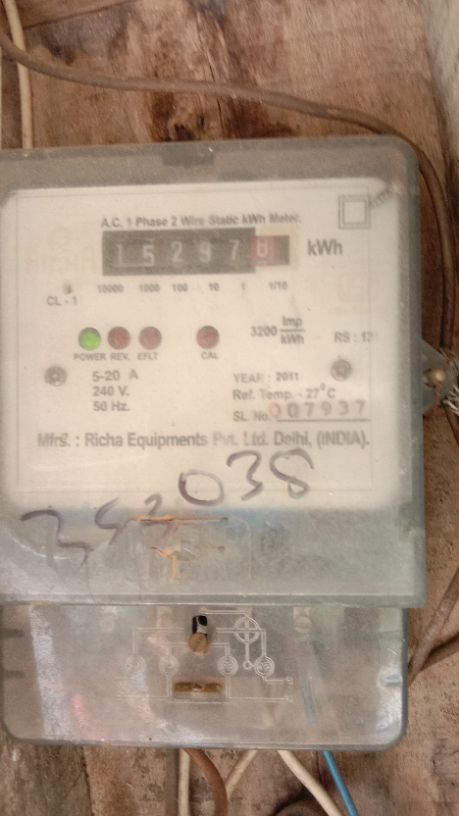 A.C. 1 Phase 2 Wire Static kWh Meter.
152978 kWh
10000 1000 100 10 1 1/10
CL - 1
3200 Imp/kWh
POWER REV. EFLT CAL
5-20 A
240 V.
50 Hz.
YEAR : 2011
Ref. Temp. - 27°C
SL. No. 007937
Mfrs. : Richa Equipments Pvt. Ltd. Delhi, (INDIA).